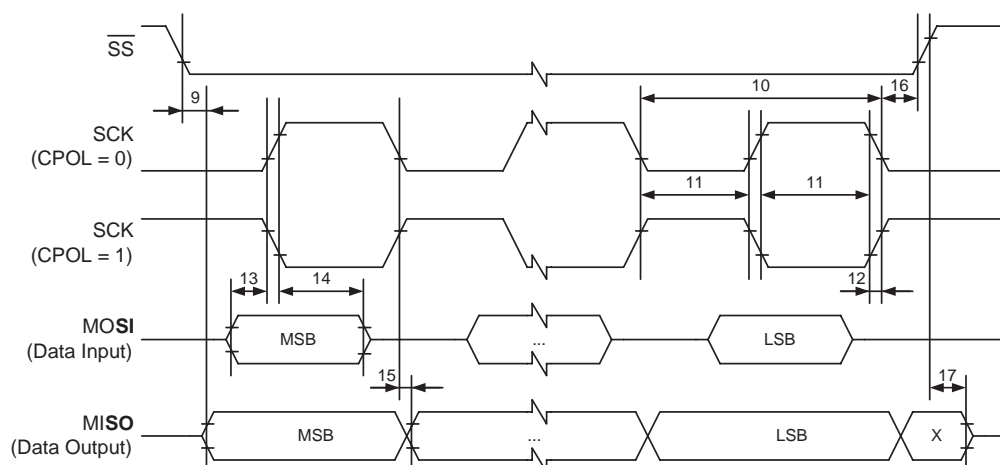 SS
9
10
16
SCK
(CPOL = 0)
11
11
SCK
(CPOL = 1)
13
14
12
MOSI
(Data Input)
MSB
...
LSB
15
17
MISO
(Data Output)
MSB
...
LSB
X